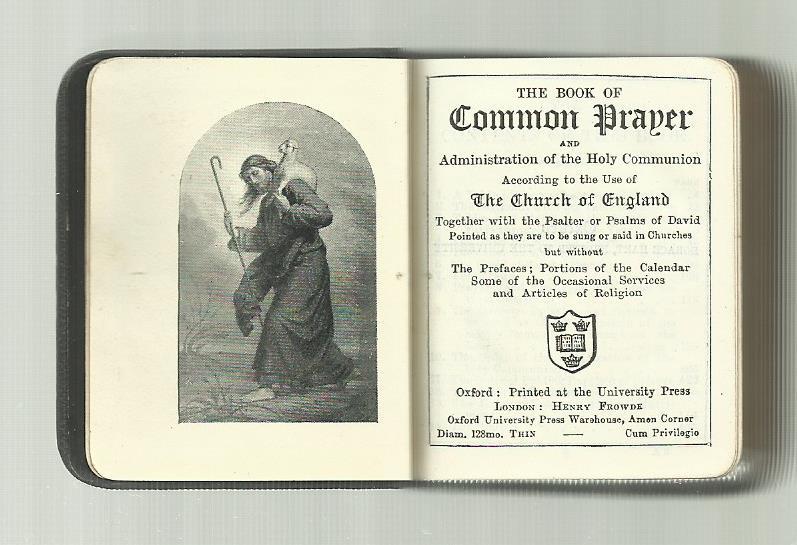 THE BOOK OF
Common Prayer
AND
Administration of the Holy Communion
According to the Use of
The Church of England
Together with the Psalter or Psalms of David
Pointed as they are to be sung or said in Churches
but without
The Prefaces; Portions of the Calendar
Some of the Occasional Services
and Articles of Religion
Oxford: Printed at the University Press
LONDON: HENRY FROWDE
Oxford University Press Warehouse, Amen Corner
Diam. 128mo. THIN — Cum Privilegio